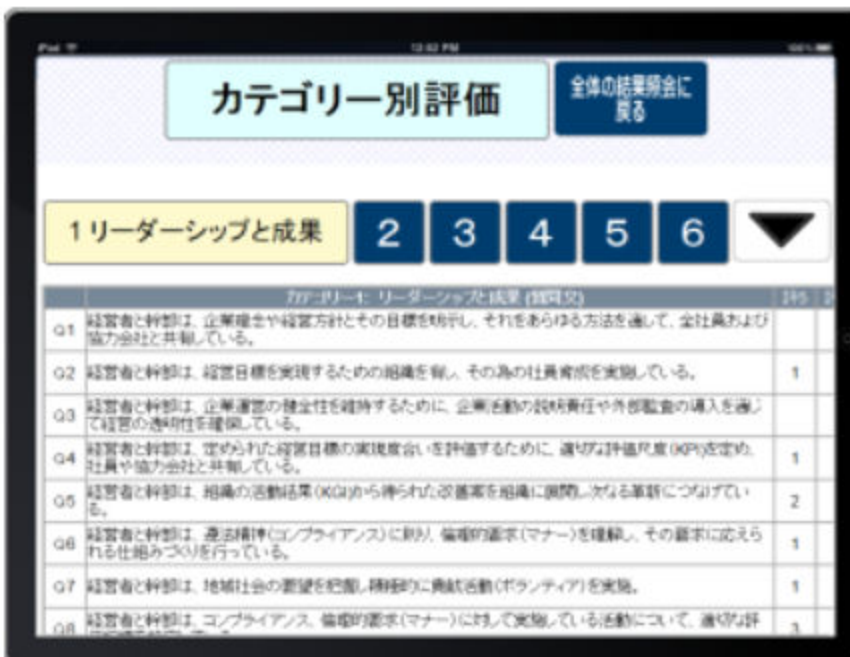 iPad
12:02 PM
100%
カテゴリー別評価
全体の結果照会に
戻る
1 リーダーシップと成果
2
3
4
5
6
カテゴリー1: リーダーシップと成果 (質問文)
評5
Q1 経営者と幹部は、企業理念や経営方針とその目標を明示し、それをあらゆる方法を通して、全社員および
協力会社と共有している。
Q2 経営者と幹部は、経営目標を実現するための組織を有し、その為の社員育成を実施している。 1
Q3 経営者と幹部は、企業運営の健全性を維持するために、企業活動の説明責任や外部監査の導入を通じ
て経営の透明性を確保している。
Q4 経営者と幹部は、定められた経営目標の実現度合いを評価するために、適切な評価尺度(KPI)を定め、
社員や協力会社と共有している。 1
Q5 経営者と幹部は、組織の活動結果(KGI)から得られた改善案を組織に展開し次なる革新につなげてい
る。 2
Q6 経営者と幹部は、遵法精神(コンプライアンス)に則り、倫理的要求(マナー)を理解し、その要求に応えら
れる仕組みづくりを行っている。 1
Q7 経営者と幹部は、地域社会の要望を把握し積極的に貢献活動(ボランティア)を実施。 1
Q8 経営者と幹部は、コンプライアンス、倫理的要求(マナー)に対して実施している活動について、適切な評
3